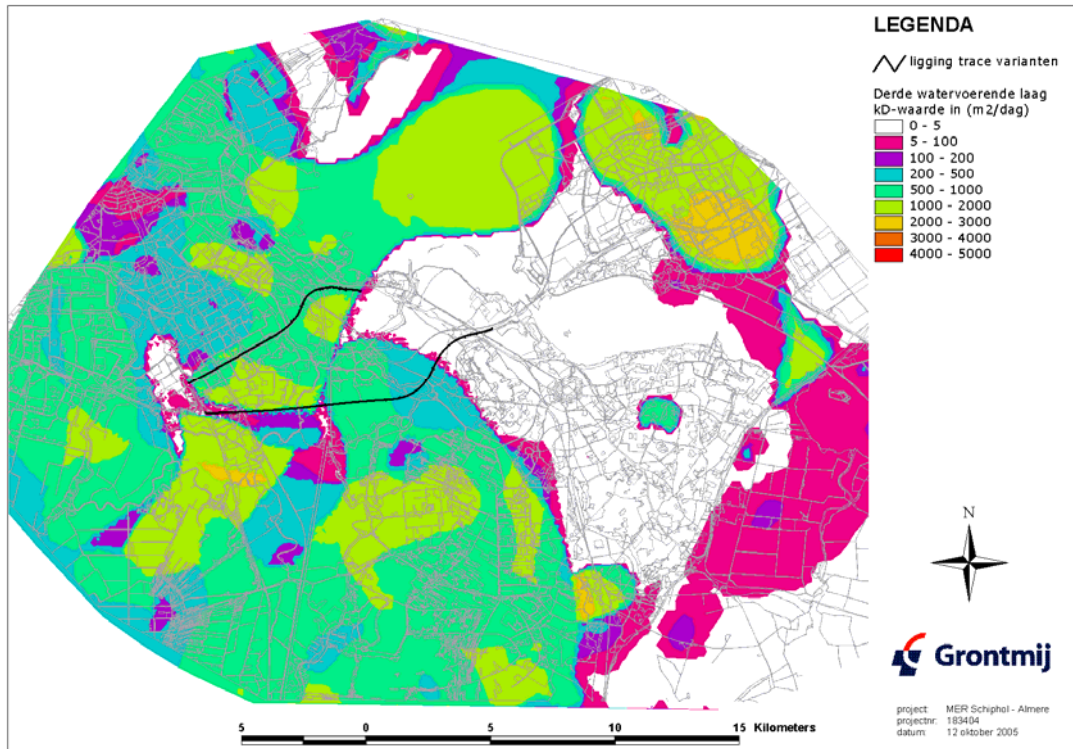 LEGENDA
ligging trace varianten
Derde watervoerende laag
kD-waarde in (m2/dag)
0 - 5
5 - 100
100 - 200
200 - 500
500 - 1000
1000 - 2000
2000 - 3000
3000 - 4000
4000 - 5000
N
Grontmij
project: MER Schiphol - Almere
projectnr: 183404
datum: 12 oktober 2005
5 0 5 10 15 Kilometers